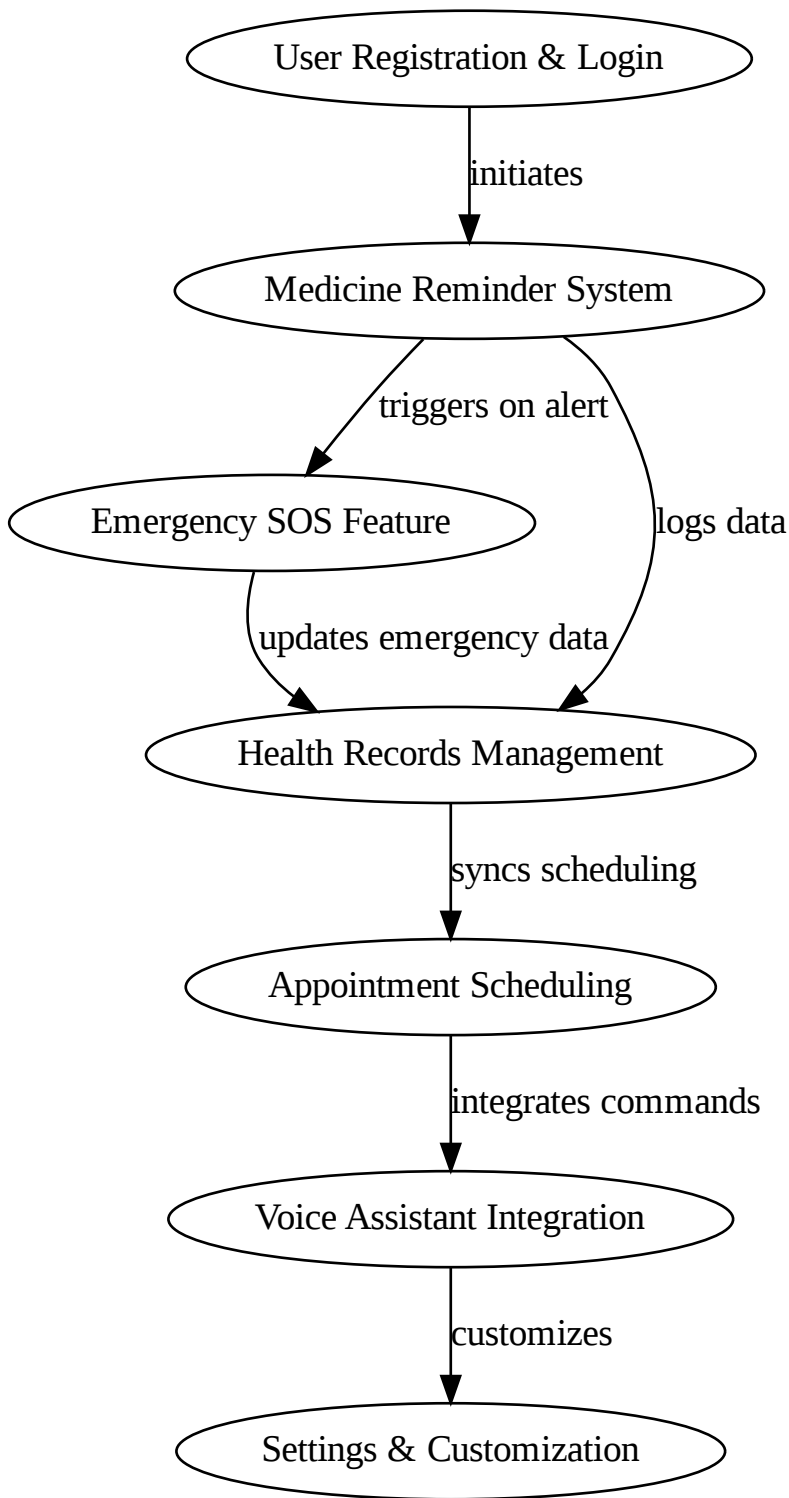 User Registration & Login
initiates
Medicine Reminder System
triggers on alert
Emergency SOS Feature
logs data
updates emergency data
Health Records Management
syncs scheduling
Appointment Scheduling
integrates commands
Voice Assistant Integration
customizes
Settings & Customization